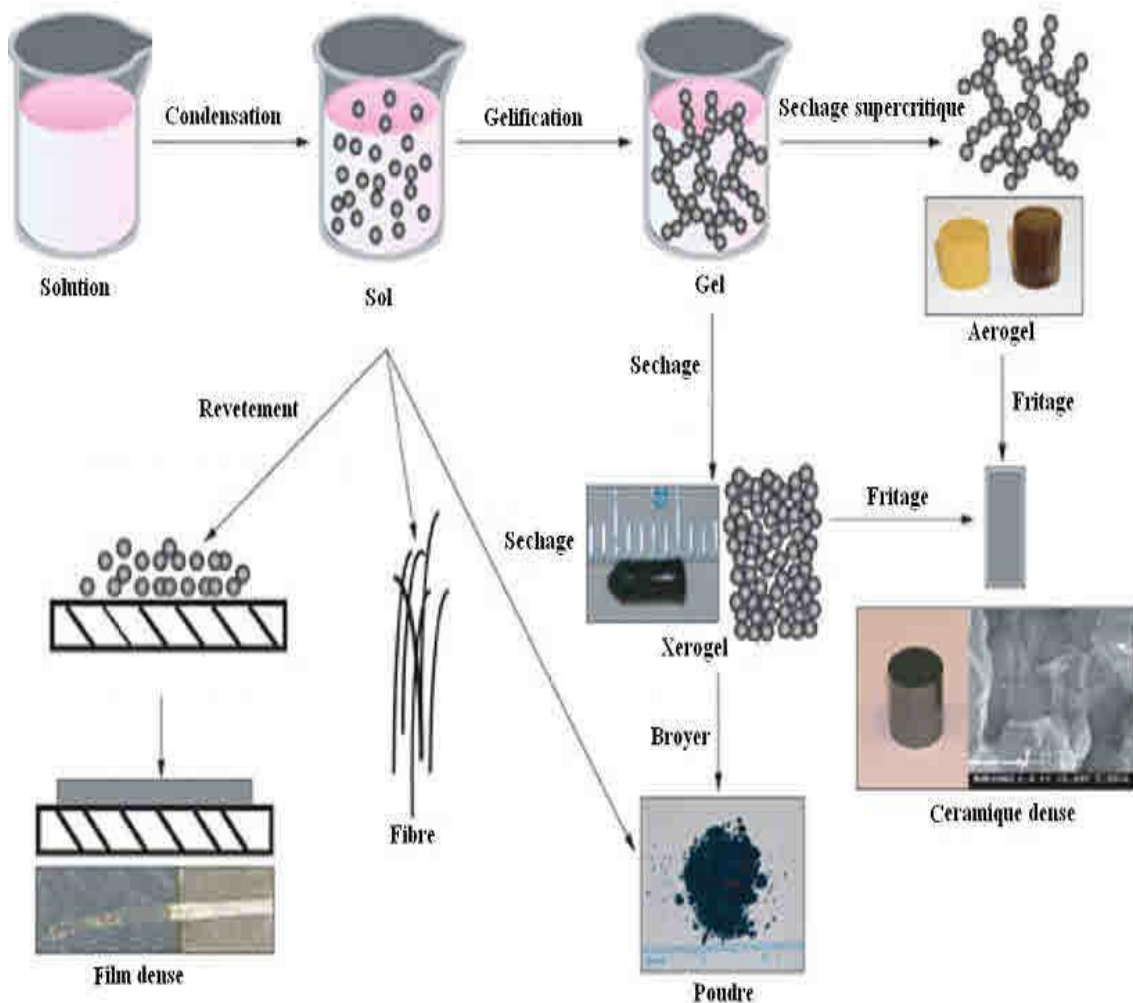 Condensation
Gelification
Sechage supercritique
Solution
Sol
Gel
Aerogel
Sechage
Revetement
Fritage
Sechage
Fritage
Xerogel
Broyer
Fibre
Ceramique dense
Film dense
Poudre